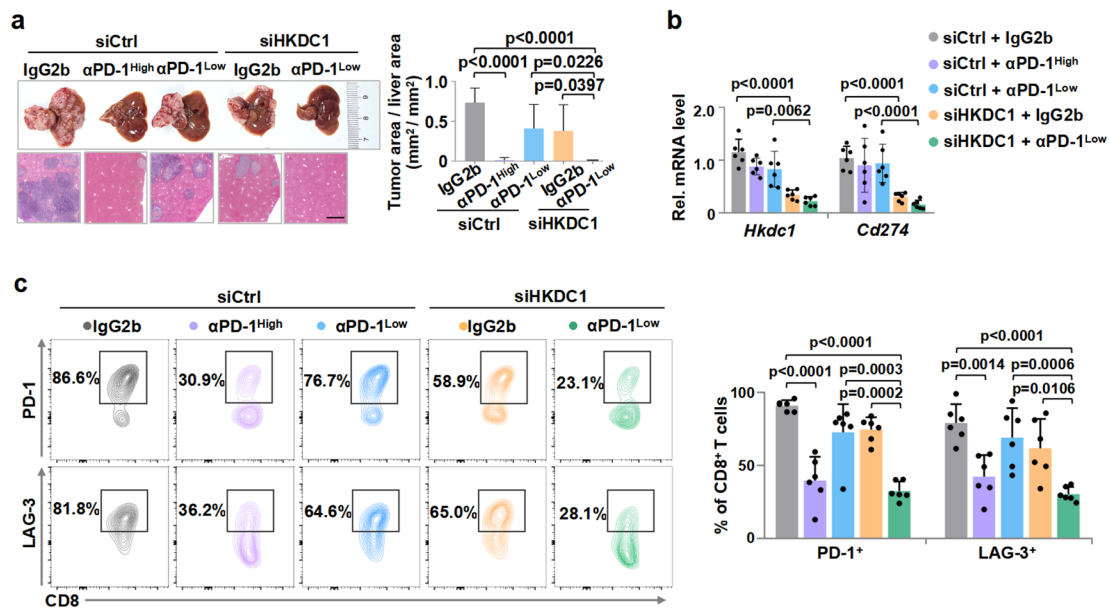 a
siCtrl
siHKDC1
IgG2b
αPD-1High
αPD-1Low
IgG2b
αPD-1Low
9
8
7
Tumor area / liver area
(mm2 / mm2)
p<0.0001
p<0.0001
p=0.0226
p=0.0397
1.0
0.5
0.0
IgG2b
αPD-1High
αPD-1Low
IgG2b
αPD-1Low
siCtrl
siHKDC1
b
Rel. mRNA level
p<0.0001
p=0.0062
p<0.0001
p<0.0001
2.0
1.0
0
Hkdc1
Cd274
siCtrl + IgG2b
siCtrl + αPD-1High
siCtrl + αPD-1Low
siHKDC1 + IgG2b
siHKDC1 + αPD-1Low
c
siCtrl
siHKDC1
IgG2b
αPD-1High
αPD-1Low
IgG2b
αPD-1Low
PD-1
86.6%
30.9%
76.7%
58.9%
23.1%
LAG-3
81.8%
36.2%
64.6%
65.0%
28.1%
CD8
% of CD8+ T cells
p<0.0001
p<0.0001
p=0.0003
p=0.0002
p<0.0001
p=0.0014
p=0.0006
p=0.0106
100
50
0
PD-1+
LAG-3+